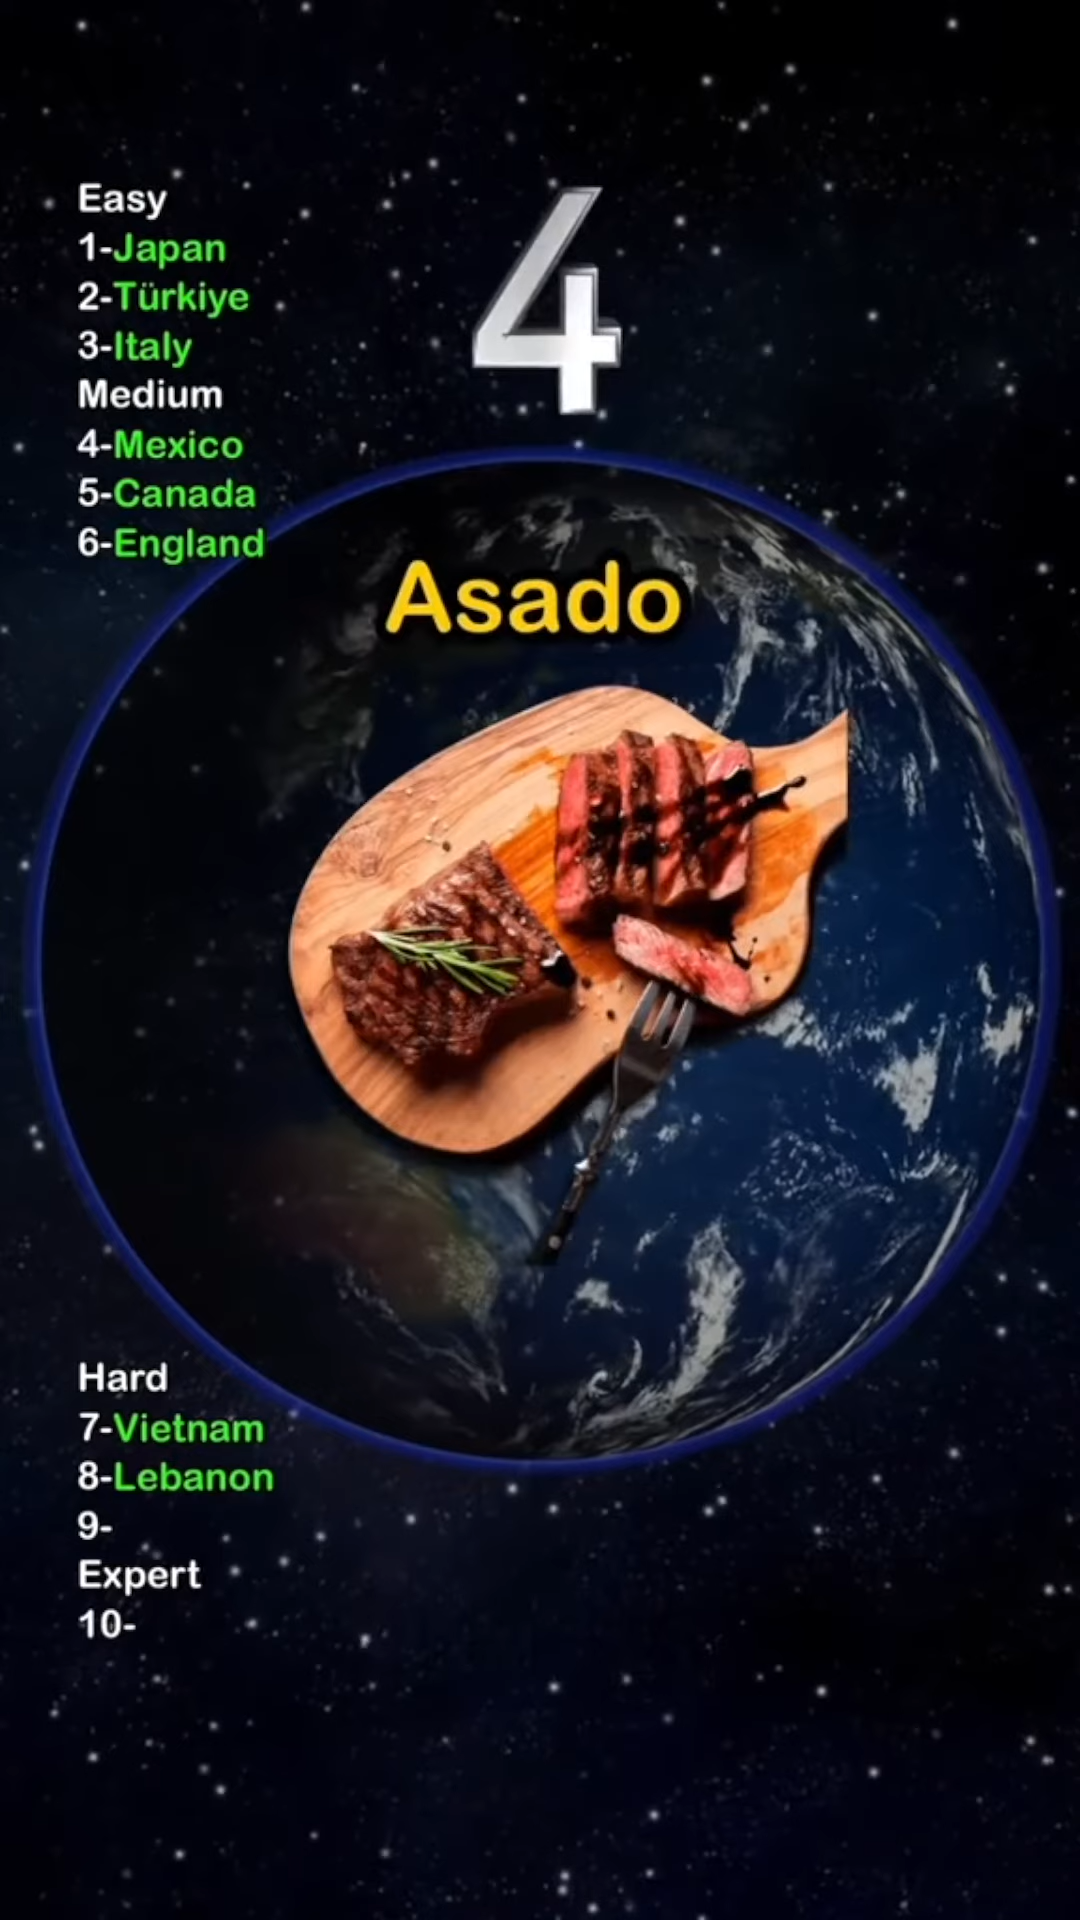 Easy
1-Japan
2-Türkiye
3-Italy
Medium
4-Mexico
5-Canada
6-England
4
Asado
Hard
7-Vietnam
8-Lebanon
9-
Expert
10-